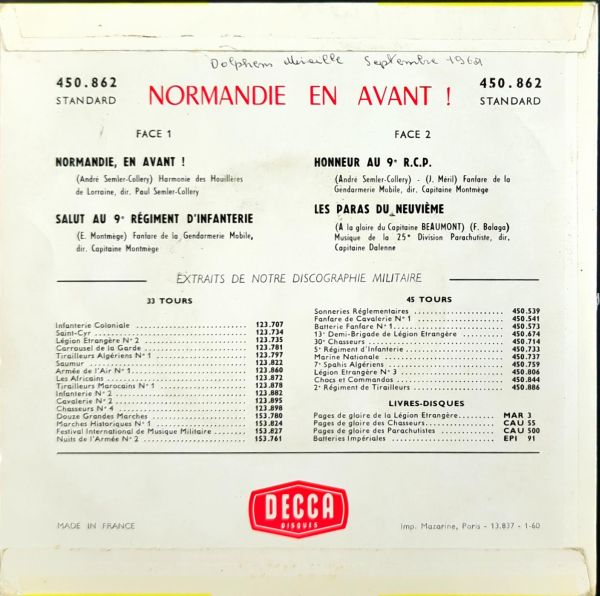 Dolphens Mireille Septembre 1962
450.862
STANDARD
NORMANDIE EN AVANT !
450.862
STANDARD
FACE 1
NORMANDIE, EN AVANT !
(André Semler-Collery) Harmonie des Houillères
de Lorraine, dir. Paul Semler-Collery
SALUT AU 9e RÉGIMENT D'INFANTERIE
(E. Montmège) Fanfare de la Gendarmerie Mobile,
dir. Capitaine Montmège
FACE 2
HONNEUR AU 9e R.C.P.
(André Semler-Collery) - (J. Méril) Fanfare de la
Gendarmerie Mobile, dir. Capitaine Montmège
LES PARAS DU NEUVIÈME
(A la gloire du Capitaine BEAUMONT) (F. Balaga)
Musique de la 25e Division Parachutiste, dir.
Capitaine Dalenne
EXTRAITS DE NOTRE DISCOGRAPHIE MILITAIRE
33 TOURS
Infanterie Coloniale 123.707
Saint-Cyr 123.734
Légion Etrangère No 2 123.735
Carrousel de la Garde 123.781
Tirailleurs Algériens No 1 123.797
Saumur 123.822
Armée de l'Air No 1 123.860
Les Africains 123.872
Tirailleurs Marocains No 1 123.878
Infanterie No 2 123.882
Cavalerie No 2 123.895
Chasseurs No 4 123.898
Douze Grandes Marches 153.780
Marches Historiques No 1 153.824
Festival International de Musique Militaire 153.827
Nuits de l'Armée No 2 153.761
45 TOURS
Sonneries Réglementaires 450.539
Fanfare de Cavalerie No 1 450.541
Batterie Fanfare No 1 450.573
13e Demi-Brigade de Légion Etrangère 450.674
30e Chasseurs 450.714
5e Régiment d'Infanterie 450.733
Marine Nationale 450.737
7e Spahis Algériens 450.759
Légion Etrangère No 3 450.806
Chocs et Commandos 450.844
2e Régiment de Tirailleurs 450.886
LIVRES-DISQUES
Pages de gloire de la Légion Etrangère MAR 3
Pages de gloire des Chasseurs CAU 55
Pages de gloire des Parachutistes CAU 500
Batteries Impériales EPI 91
DECCA
DISQUES
MADE IN FRANCE
Imp. Mazarine, Paris - 13.837 - 1-60